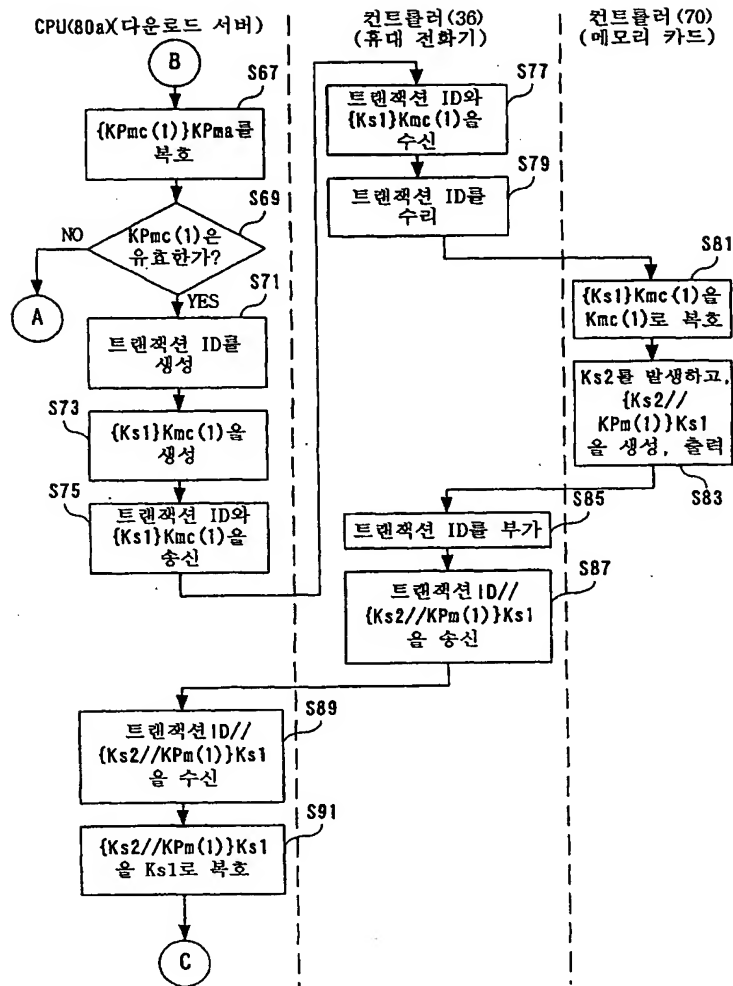 CPU(80a)(다운로드 서버)
컨트롤러(36)
(휴대 전화기)
컨트롤러(70)
(메모리 카드)
B
S67
{KPmc(1)}KPma를
복호
S69
KPmc(1)은
유효한가?
NO
A
YES
S71
트랜잭션 ID를
생성
S73
{Ks1}Kmc(1)을
생성
S75
트랜잭션 ID와
{Ks1}Kmc(1)을
송신
S77
트랜잭션 ID와
{Ks1}Kmc(1)을
수신
S79
트랜잭션 ID를
수리
S81
{Ks1}Kmc(1)을
Kmc(1)로 복호
Ks2를 발생하고,
{Ks2//
KPm(1)}Ks1
을 생성, 출력
S83
S85
트랜잭션 ID를 부가
S87
트랜잭션 ID//
{Ks2//KPm(1)}Ks1
을 송신
S89
트랜잭션 ID//
{Ks2//KPm(1)}Ks1
을 수신
S91
{Ks2//KPm(1)}Ks1
을 Ks1로 복호
C